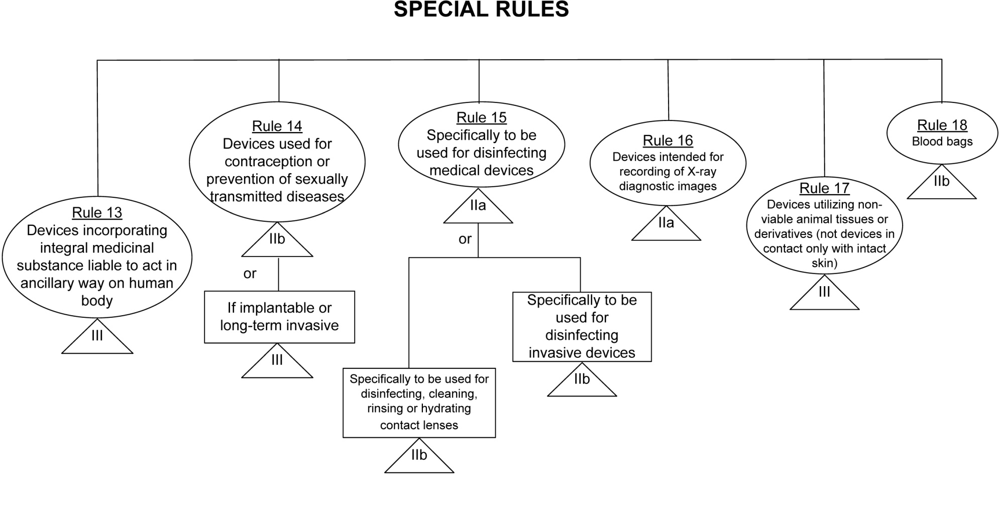 SPECIAL RULES
Rule 13
Devices incorporating
integral medicinal
substance liable to act in
ancillary way on human
body
III
Rule 14
Devices used for
contraception or
prevention of sexually
transmitted diseases
IIb
or
If implantable or
long-term invasive
III
Rule 15
Specifically to be
used for disinfecting
medical devices
IIa
or
Specifically to be used for
disinfecting, cleaning,
rinsing or hydrating
contact lenses
IIb
Specifically to be
used for
disinfecting
invasive devices
IIb
Rule 16
Devices intended for
recording of X-ray
diagnostic images
IIa
Rule 17
Devices utilizing non-
viable animal tissues or
derivatives (not devices in
contact only with intact
skin)
III
Rule 18
Blood bags
IIb